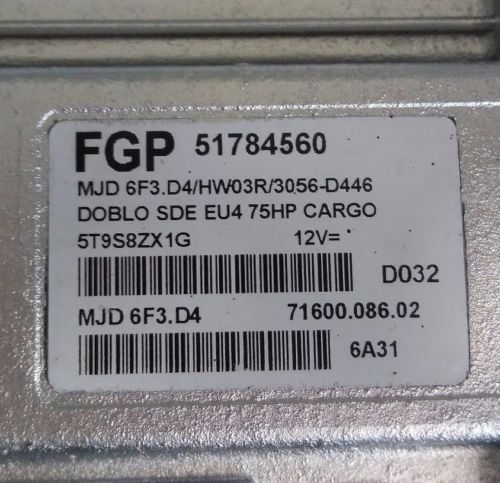 FGP 51784560
MJD 6F3.D4/HW03R/3056-D446
DOBLO SDE EU4 75HP CARGO
5T9S8ZX1G 12V=
D032
MJD 6F3.D4 71600.086.02
6A31